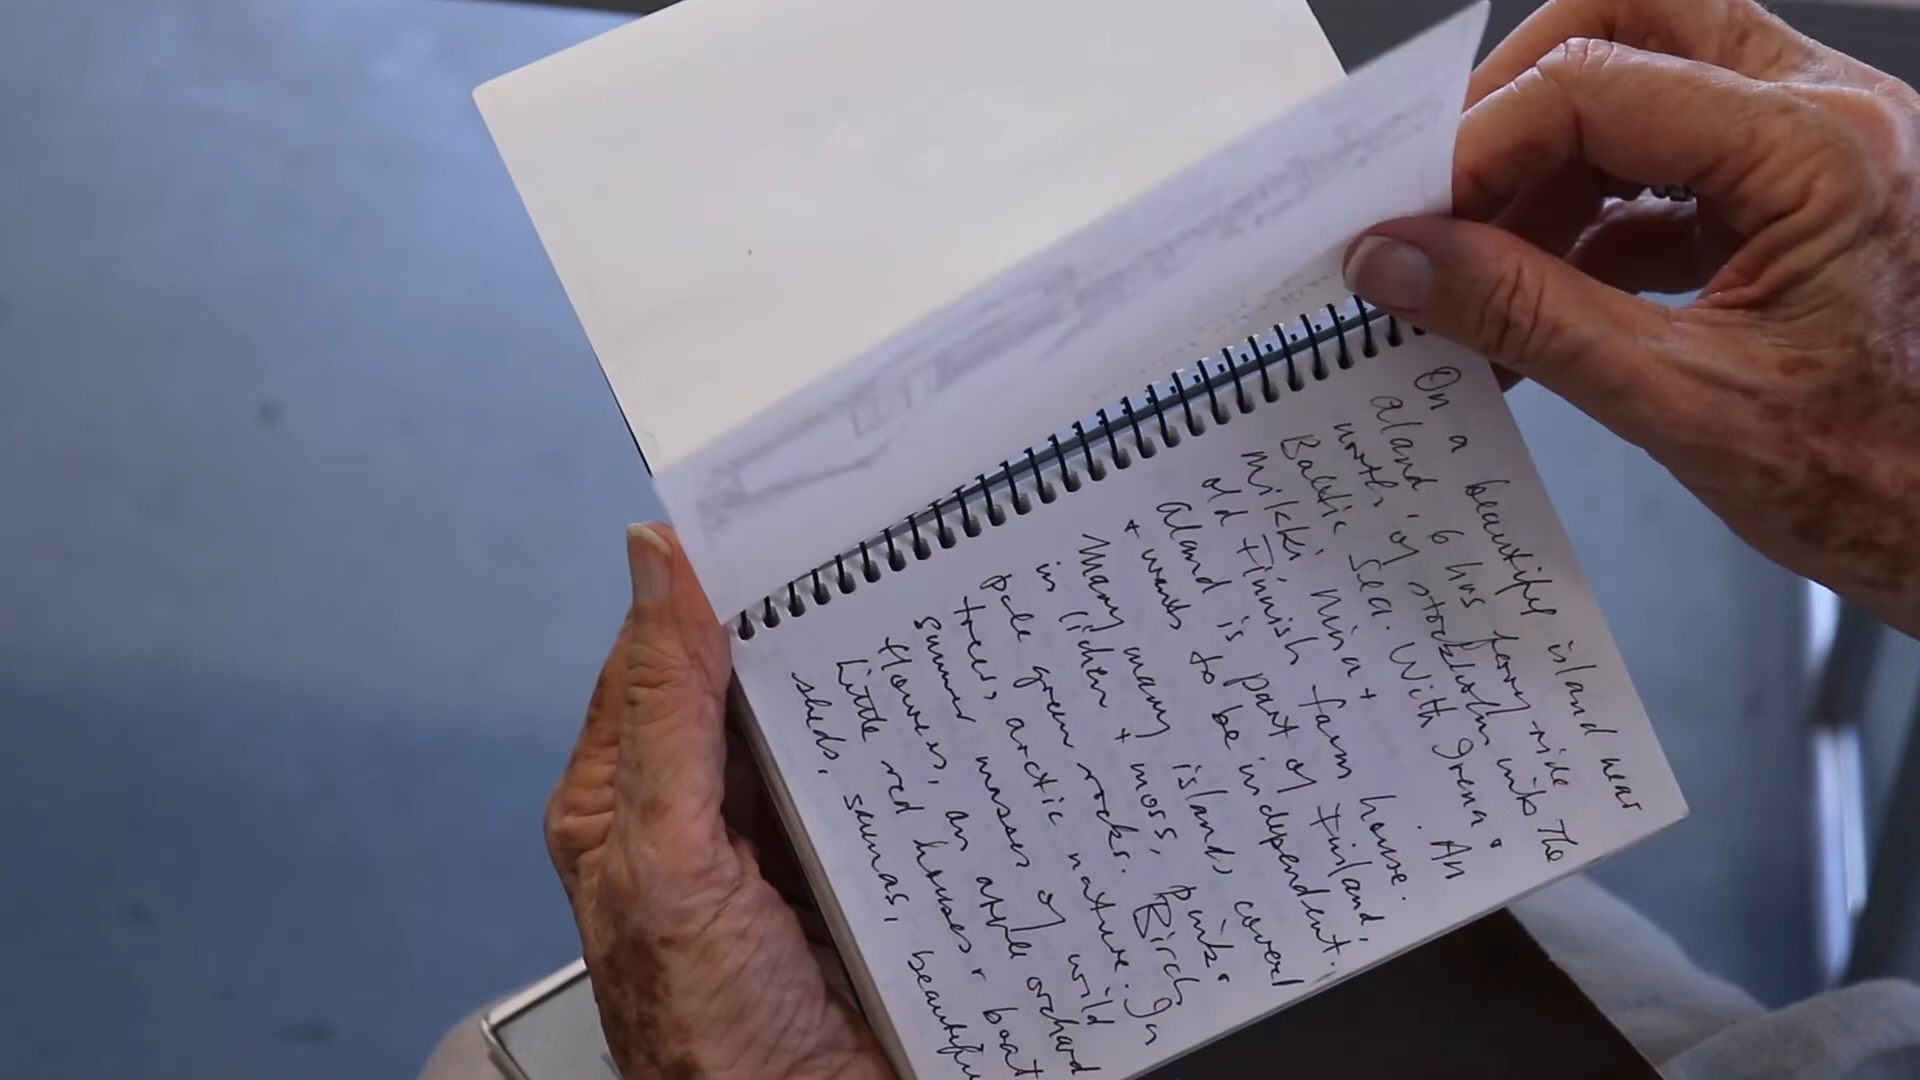 On a beautiful island near
Aland, 6 hrs ferry ride
north of Stockholm into the
Baltic Sea. With Irena,
Mikki, Nina + An
old Finnish farm house.
Aland is part of Finland
+ wants to be independent.
Many many islands covered
in lichen + moss, Pink +
Pale green rocks. Birch
trees, arctic nature. In
summer masses of wild
flowers, an apple orchard
Little red houses, boat
sheds, saunas, beautiful